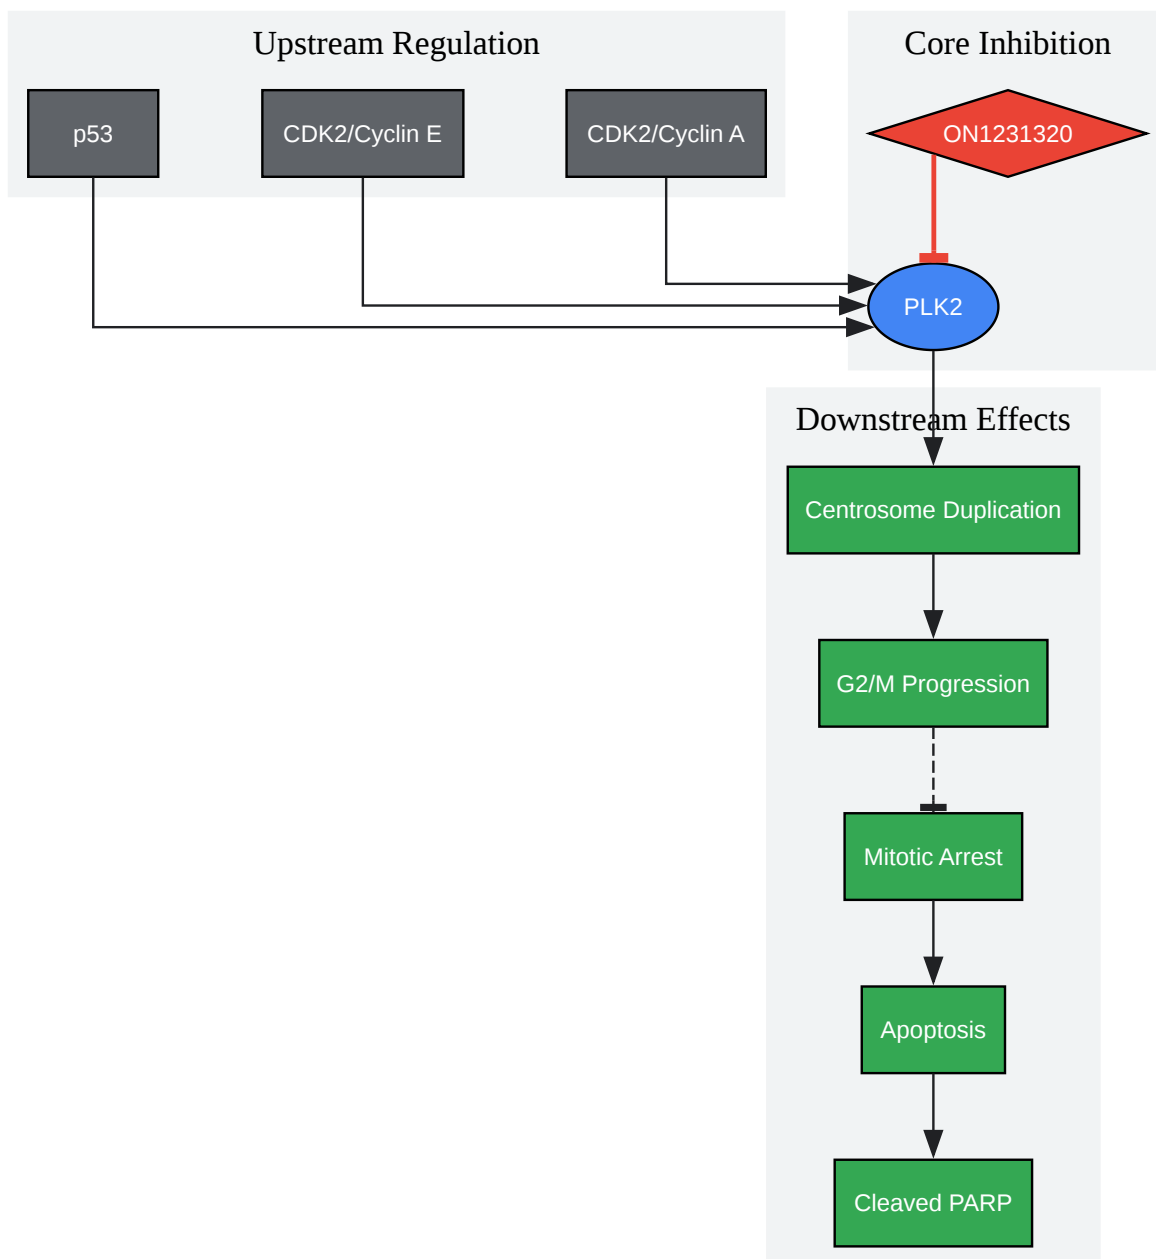 Upstream Regulation
Core Inhibition
p53
CDK2/Cyclin E
CDK2/Cyclin A
ON1231320
PLK2
Downstream Effects
Centrosome Duplication
G2/M Progression
Mitotic Arrest
Apoptosis
Cleaved PARP